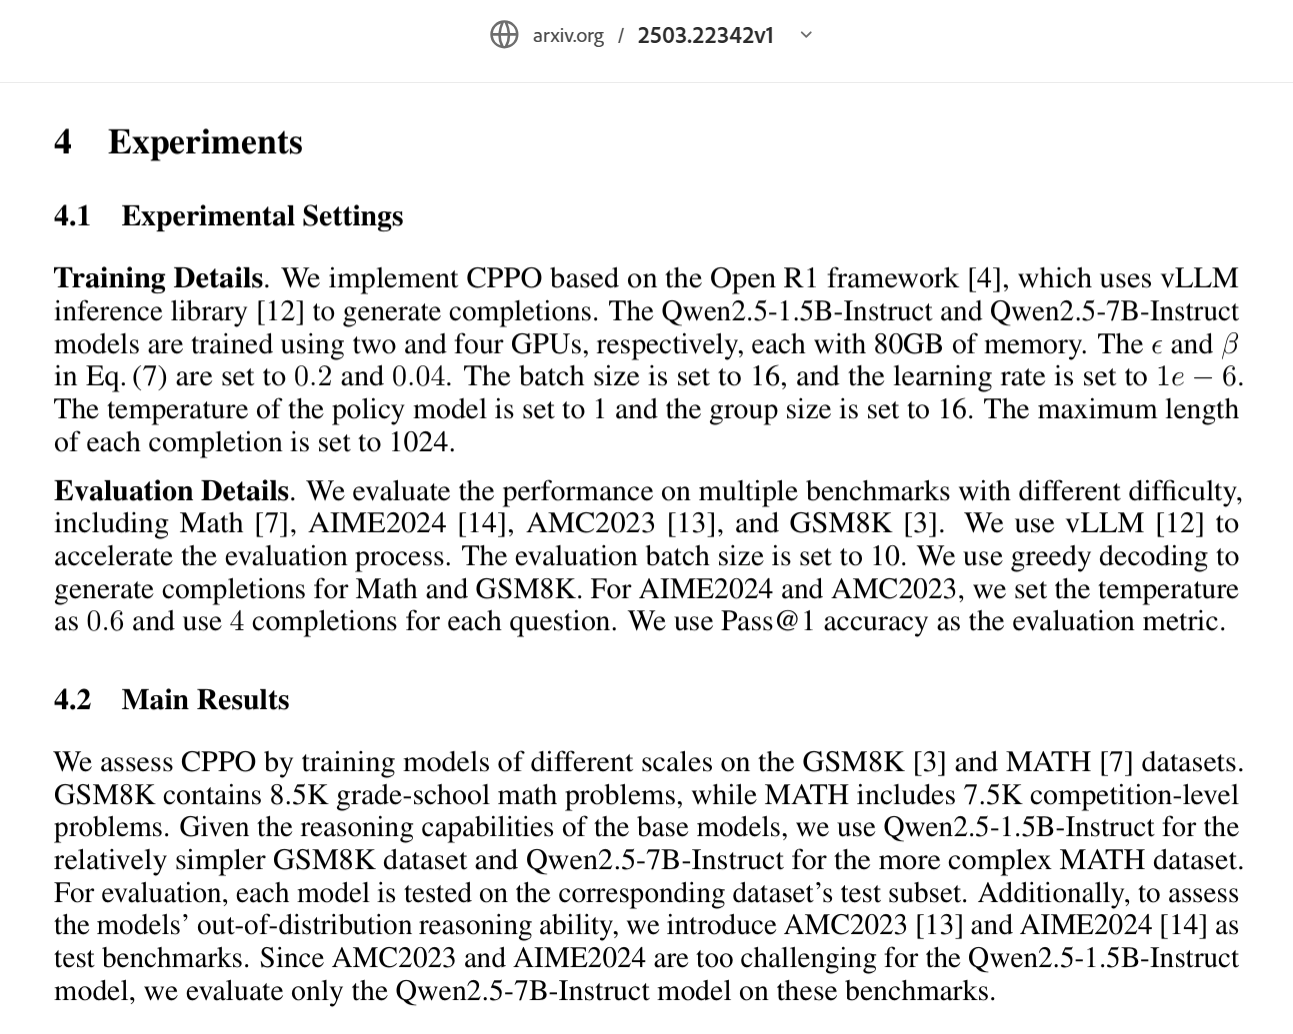 arxiv.org / 2503.22342v1
4 Experiments
4.1 Experimental Settings
Training Details. We implement CPPO based on the Open R1 framework [4], which uses vLLM
inference library [12] to generate completions. The Qwen2.5-1.5B-Instruct and Qwen2.5-7B-Instruct
models are trained using two and four GPUs, respectively, each with 80GB of memory. The ϵ and β
in Eq. (7) are set to 0.2 and 0.04. The batch size is set to 16, and the learning rate is set to 1e − 6.
The temperature of the policy model is set to 1 and the group size is set to 16. The maximum length
of each completion is set to 1024.
Evaluation Details. We evaluate the performance on multiple benchmarks with different difficulty,
including Math [7], AIME2024 [14], AMC2023 [13], and GSM8K [3]. We use vLLM [12] to
accelerate the evaluation process. The evaluation batch size is set to 10. We use greedy decoding to
generate completions for Math and GSM8K. For AIME2024 and AMC2023, we set the temperature
as 0.6 and use 4 completions for each question. We use Pass@1 accuracy as the evaluation metric.
4.2 Main Results
We assess CPPO by training models of different scales on the GSM8K [3] and MATH [7] datasets.
GSM8K contains 8.5K grade-school math problems, while MATH includes 7.5K competition-level
problems. Given the reasoning capabilities of the base models, we use Qwen2.5-1.5B-Instruct for the
relatively simpler GSM8K dataset and Qwen2.5-7B-Instruct for the more complex MATH dataset.
For evaluation, each model is tested on the corresponding dataset's test subset. Additionally, to assess
the models' out-of-distribution reasoning ability, we introduce AMC2023 [13] and AIME2024 [14] as
test benchmarks. Since AMC2023 and AIME2024 are too challenging for the Qwen2.5-1.5B-Instruct
model, we evaluate only the Qwen2.5-7B-Instruct model on these benchmarks.